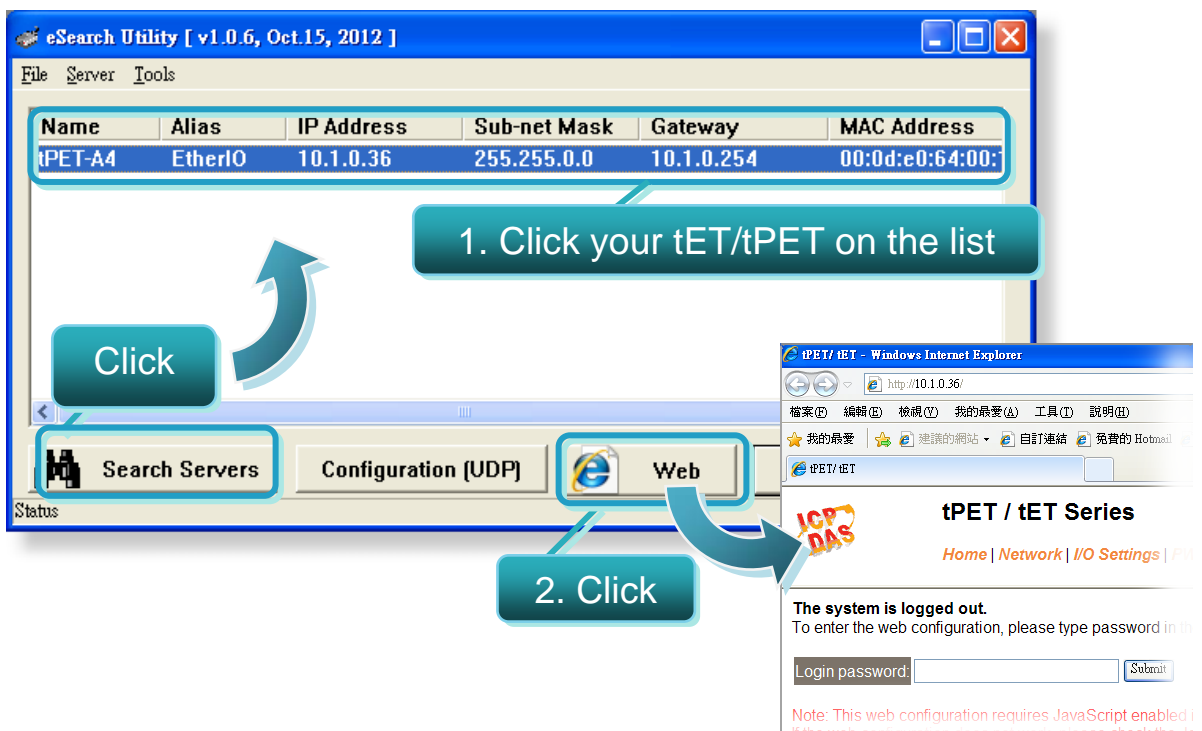 eSearch Utility [ v1.0.6, Oct.15, 2012 ]
File Server Tools
Name Alias IP Address Sub-net Mask Gateway MAC Address
tPET-A4 EtherIO 10.1.0.36 255.255.0.0 10.1.0.254 00:0d:e0:64:00:
1. Click your tET/tPET on the list
Click
Search Servers Configuration (UDP) Web
Status
2. Click
tPET/ tET - Windows Internet Explorer
http://10.1.0.36/
檔案(F) 編輯(E) 檢視(V) 我的最愛(A) 工具(T) 說明(H)
我的最愛 建議的網站 自訂連結 免費的 Hotmail
tPET/ tET
ICP DAS
tPET / tET Series
Home | Network | I/O Settings |
The system is logged out.
To enter the web configuration, please type password in
Login password: Submit
Note: This web configuration requires JavaScript enabled